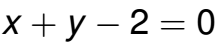 x + y − 2 = 0